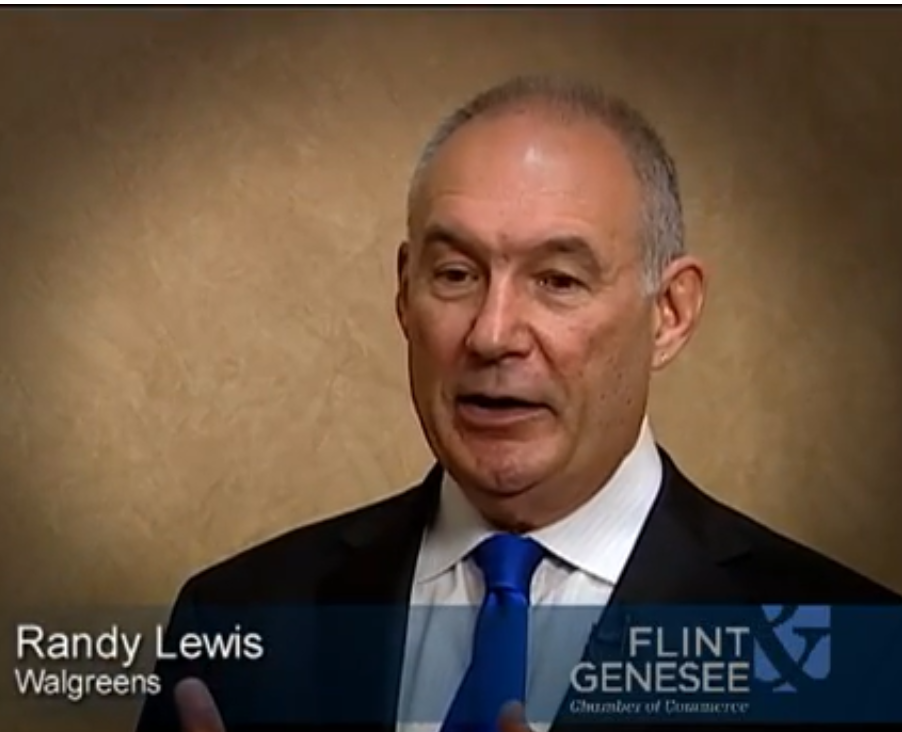 Randy Lewis
Walgreens
FLINT &
GENESEE
Chamber of Commerce